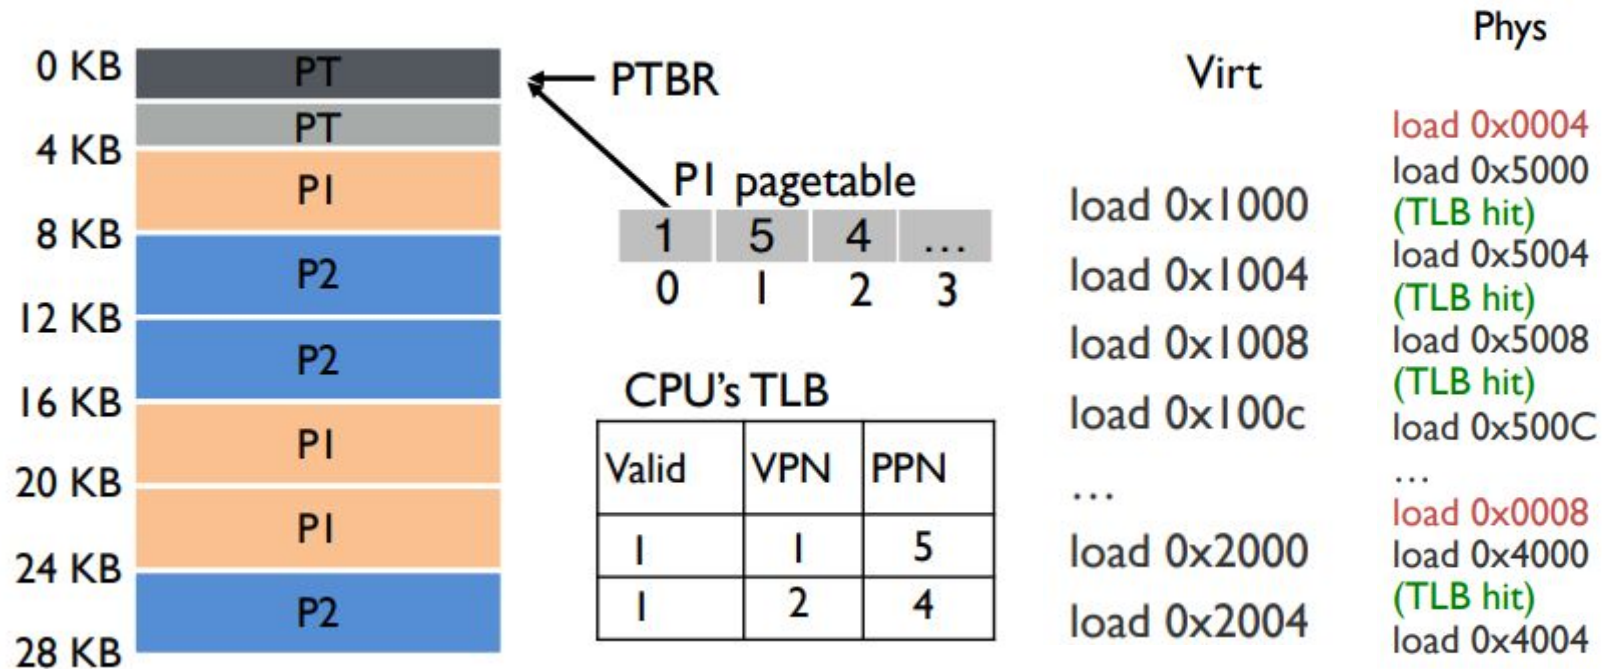 0 KB
PT
PT
4 KB
P1
8 KB
P2
12 KB
P2
16 KB
P1
20 KB
P1
24 KB
P2
28 KB
PTBR
P1 pagetable
1 5 4 ...
0 1 2 3
CPU's TLB
Valid VPN PPN
1 1 5
1 2 4
Virt
load 0x1000
load 0x1004
load 0x1008
load 0x100c
...
load 0x2000
load 0x2004
Phys
load 0x0004
load 0x5000
(TLB hit)
load 0x5004
(TLB hit)
load 0x5008
(TLB hit)
load 0x500C
...
load 0x0008
load 0x4000
(TLB hit)
load 0x4004